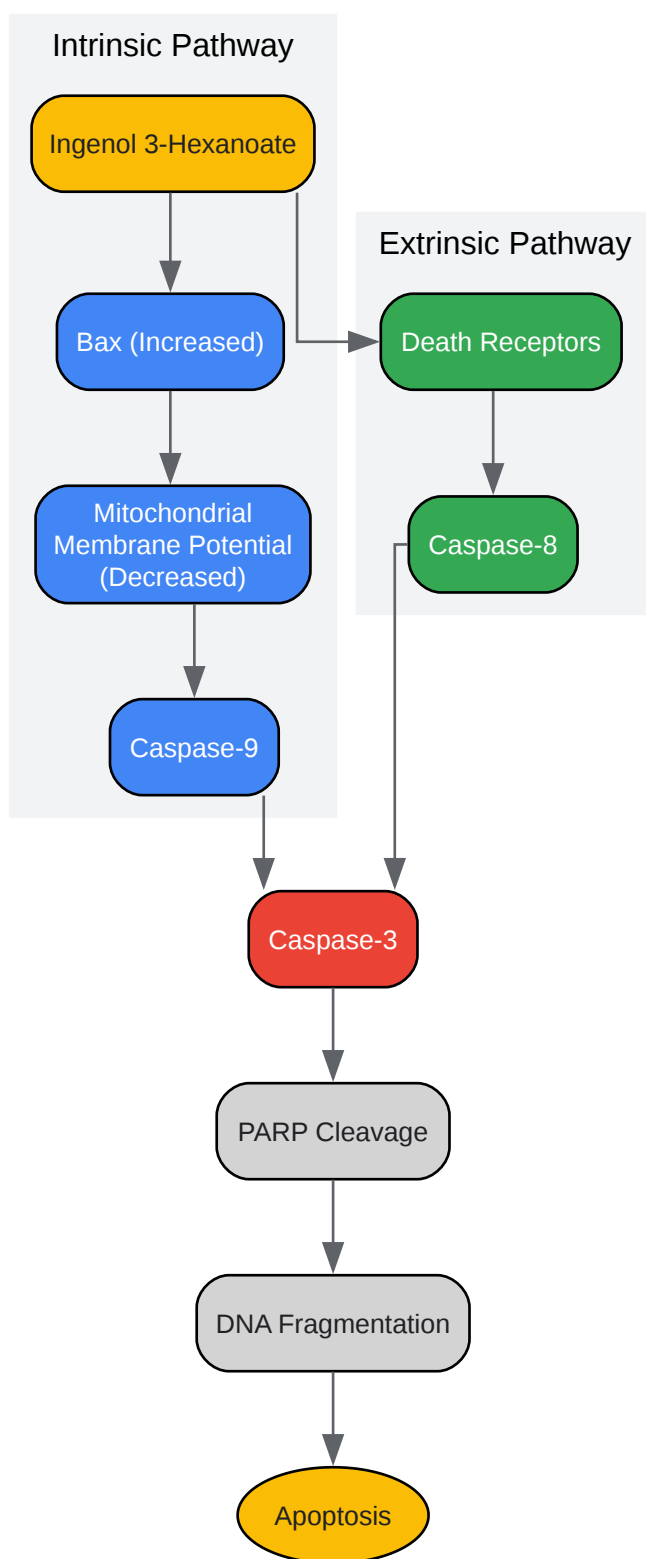 Intrinsic Pathway
Ingenol 3-Hexanoate
Extrinsic Pathway
Bax (Increased)
Death Receptors
Mitochondrial
Membrane Potential
(Decreased)
Caspase-8
Caspase-9
Caspase-3
PARP Cleavage
DNA Fragmentation
Apoptosis